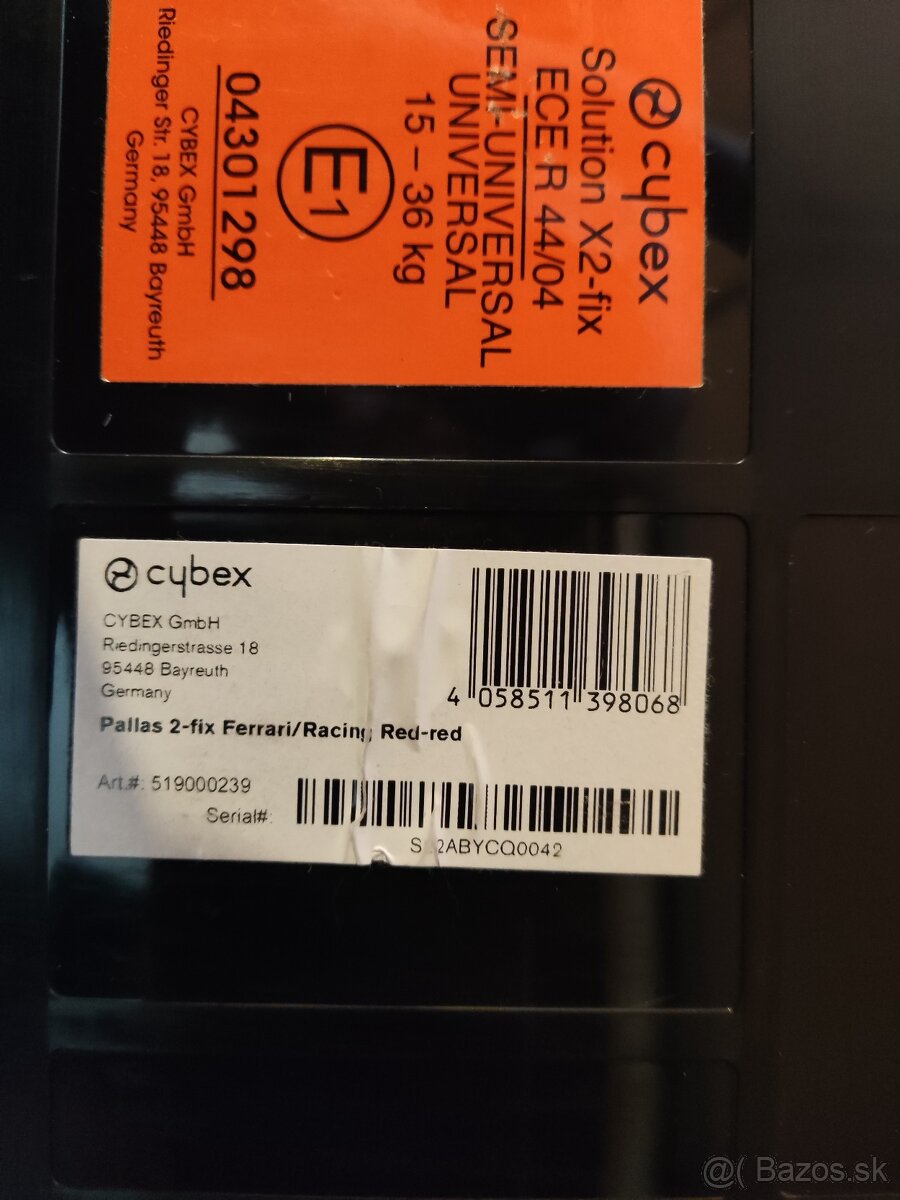 cybex
Solution X2-fix
ECE R 44/04
SEMI-UNIVERSAL
UNIVERSAL
15 – 36 kg
E1
04301298
CYBEX GmbH
Riedinger Str. 18, 95448 Bayreuth
Germany
cybex
CYBEX GmbH
Riedingerstrasse 18
95448 Bayreuth
Germany
4 058511 398068
Pallas 2-fix Ferrari/Racing Red-red
Art.#: 519000239
Serial#:
@( Bazos.sk